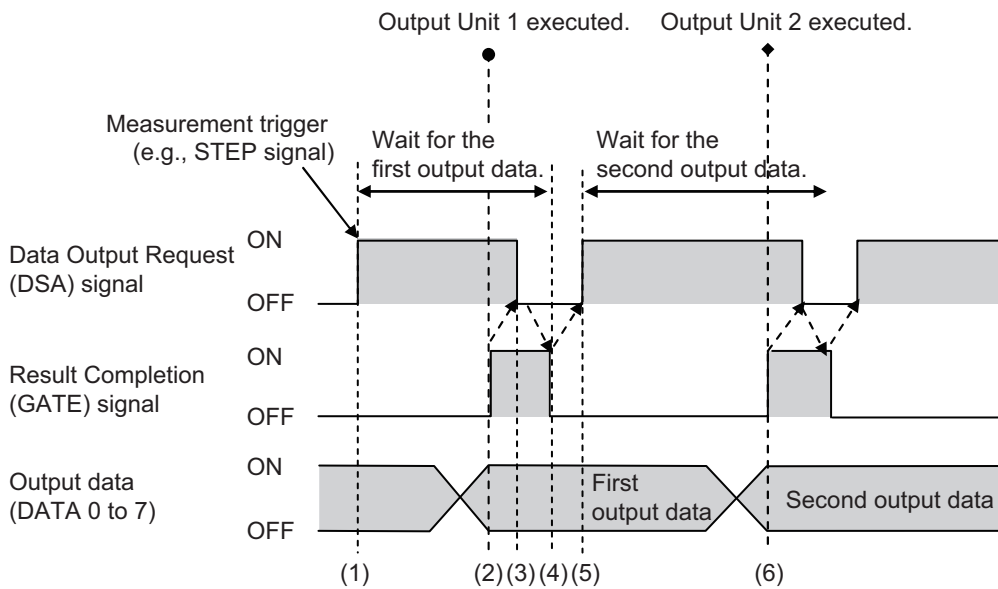 Output Unit 1 executed.
Output Unit 2 executed.
Measurement trigger
(e.g., STEP signal)
Wait for the
first output data.
Wait for the
second output data.
Data Output Request
(DSA) signal
ON
OFF
Result Completion
(GATE) signal
ON
OFF
Output data
(DATA 0 to 7)
ON
OFF
First
output data
Second output data
(1)
(2)
(3)
(4)
(5)
(6)